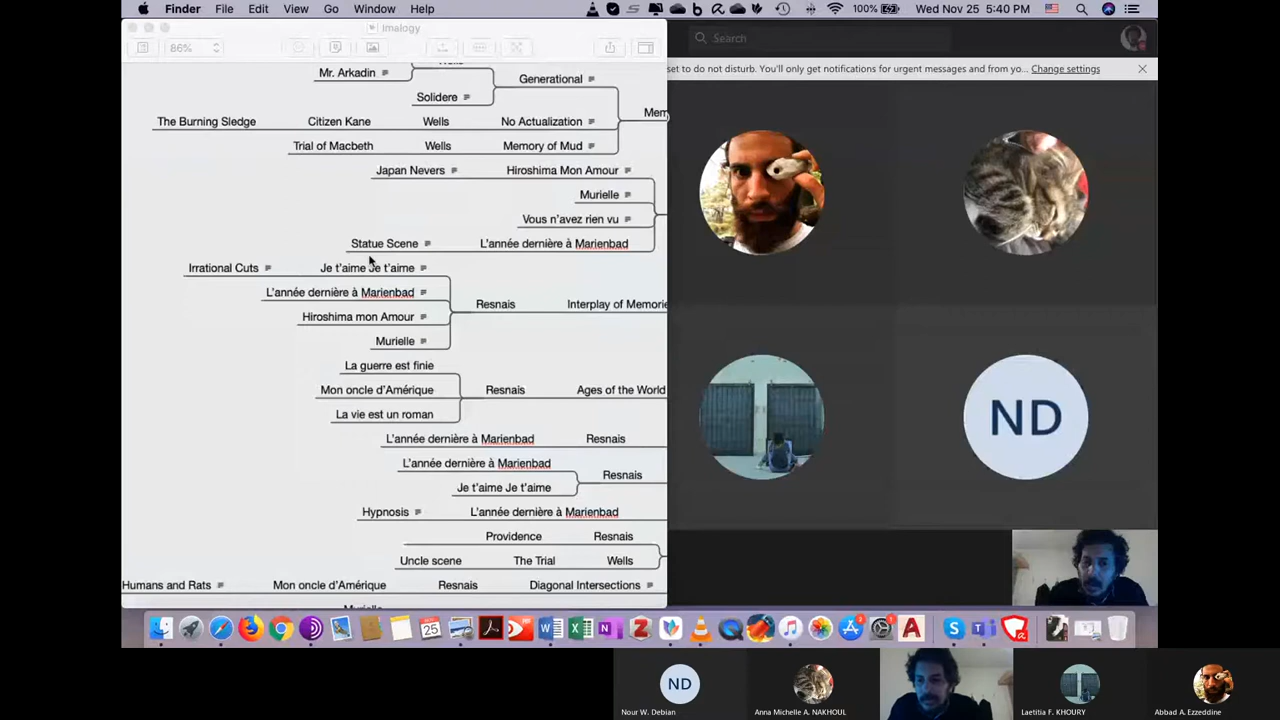 Finder File Edit View Go Window Help
100% Wed Nov 25 5:40 PM
Imalogy
86%
Search
set to do not disturb. You'll only get notifications for urgent messages and from yo... Change settings
Mr. Arkadin
Generational
Solidere
Mem
The Burning Sledge Citizen Kane Wells No Actualization
Trial of Macbeth Wells Memory of Mud
Japan Nevers Hiroshima Mon Amour
Murielle
Vous n'avez rien vu
Statue Scene L'année dernière à Marienbad
Irrational Cuts Je t'aime Je t'aime
L'année dernière à Marienbad
Resnais Interplay of Memories
Hiroshima mon Amour
Murielle
La guerre est finie
Mon oncle d'Amérique Resnais Ages of the World
La vie est un roman
L'année dernière à Marienbad Resnais
L'année dernière à Marienbad
Resnais
Je t'aime Je t'aime
Hypnosis L'année dernière à Marienbad
Providence Resnais
Uncle scene The Trial Wells
Humans and Rats Mon oncle d'Amérique Resnais Diagonal Intersections
ND
NOV
25
ND
Nour W. Debian
Anna Michelle A. NAKHOUL
Laetitia F. KHOURY
Abbad A. Ezzeddine